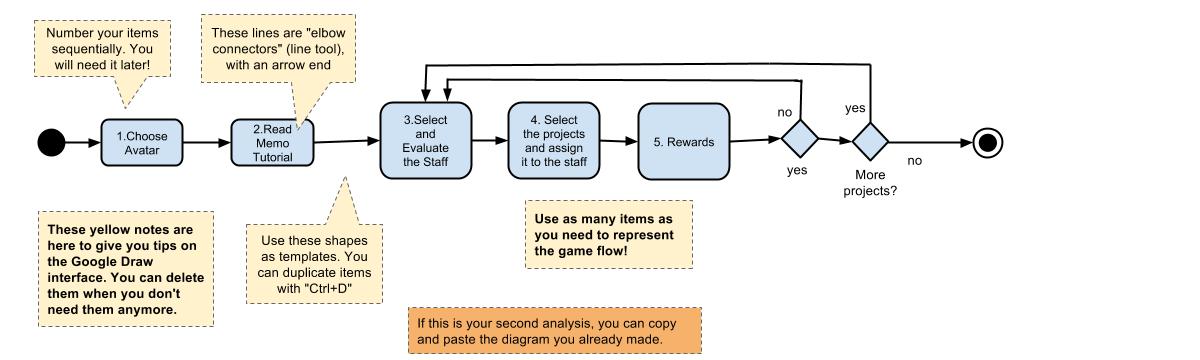 Number your items
sequentially. You
will need it later!
These lines are "elbow
connectors" (line tool),
with an arrow end
1.Choose
Avatar
2.Read
Memo
Tutorial
3.Select
and
Evaluate
the Staff
4. Select
the projects
and assign
it to the staff
5. Rewards
no
yes
yes
More
projects?
no
These yellow notes are
here to give you tips on
the Google Draw
interface. You can delete
them when you don't
need them anymore.
Use these shapes
as templates. You
can duplicate items
with "Ctrl+D"
Use as many items as
you need to represent
the game flow!
If this is your second analysis, you can copy
and paste the diagram you already made.